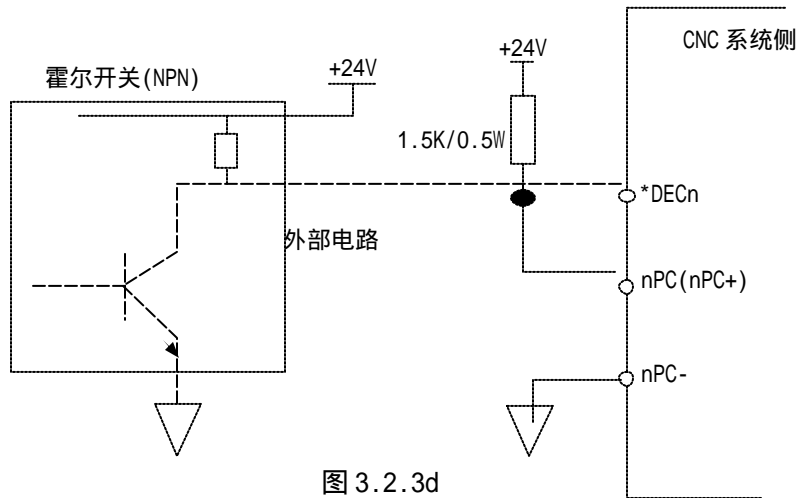 CNC 系统侧
+24V
+24V
霍尔开关(NPN)
1.5K/0.5W
*DECn
外部电路
nPC(nPC+)
nPC-
图 3.2.3d